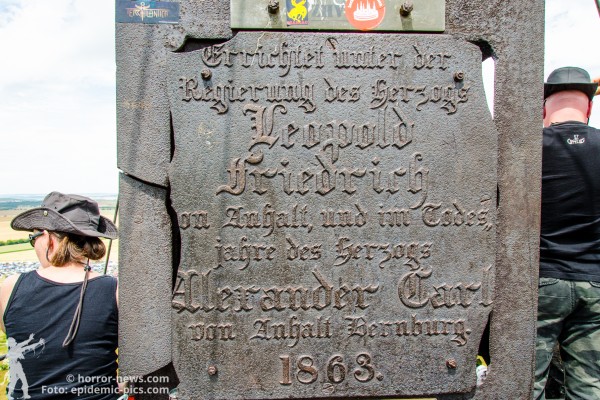 Errichtet unter der
Regierung des Herzogs
Leopold
Friedrich
von Anhalt, und im Todes,
jahre des Herzogs
Alexander Carl
von Anhalt Bernburg.
1863.
© horror-news.com
Foto: epidemic-pics.com